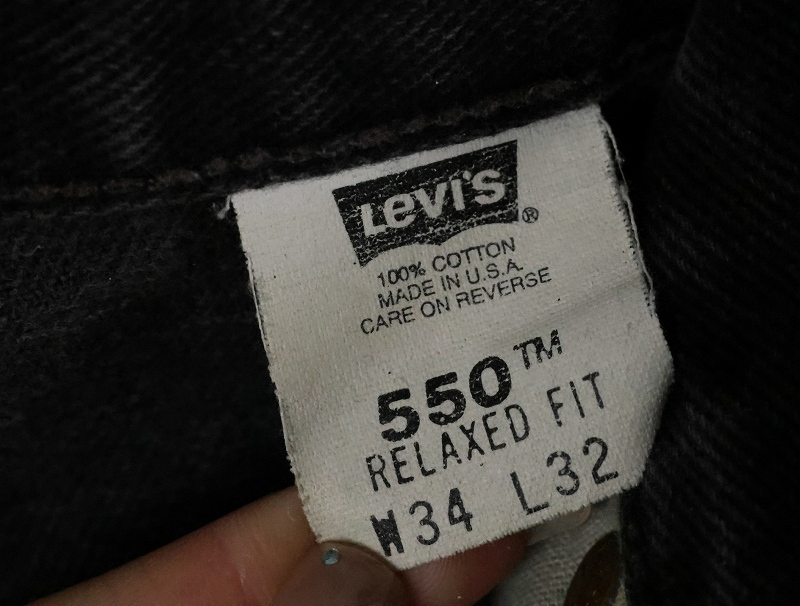 Levi's®
100% COTTON
MADE IN U.S.A.
CARE ON REVERSE
550™
RELAXED FIT
W34 L32